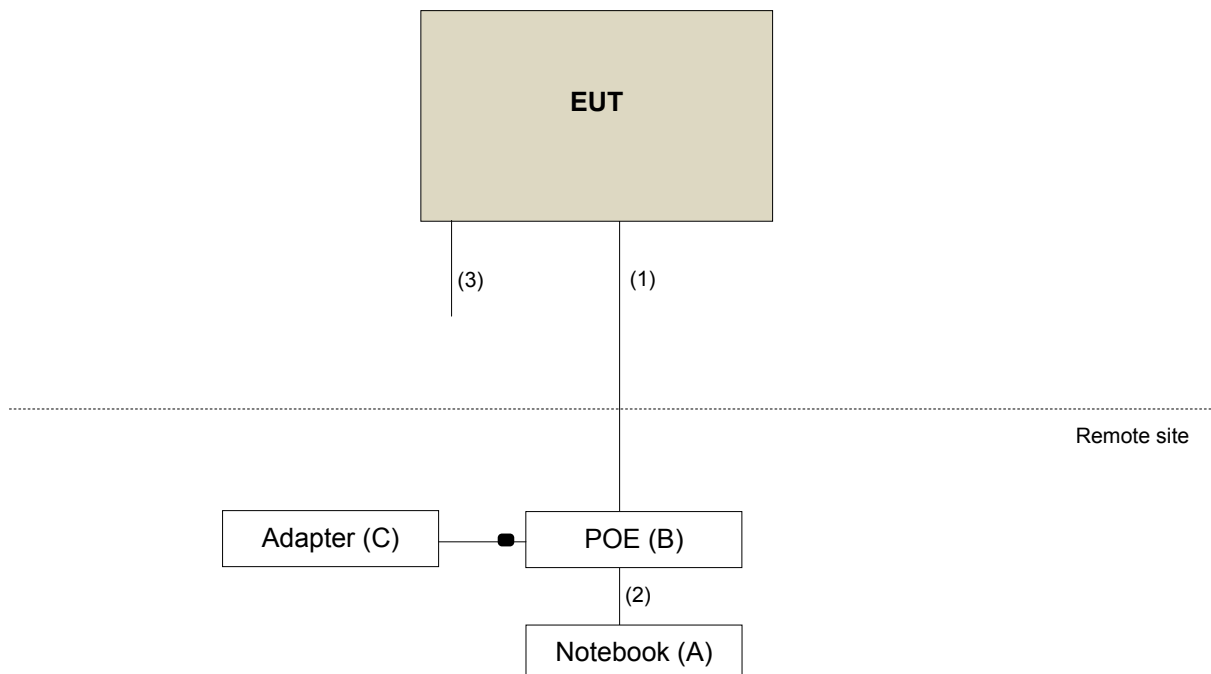 EUT
(3)
(1)
Remote site
Adapter (C)
POE (B)
(2)
Notebook (A)